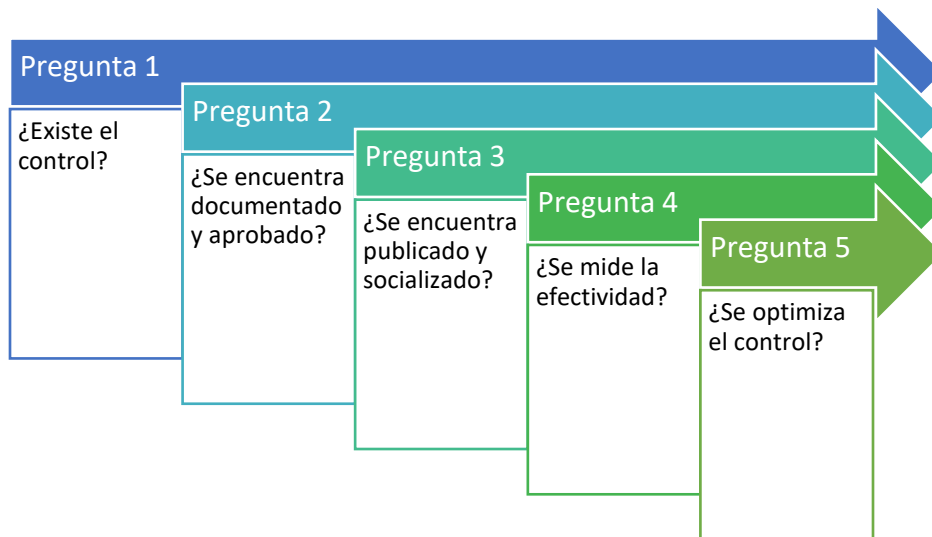 Pregunta 1
¿Existe el
control?
Pregunta 2
¿Se encuentra
documentado
y aprobado?
Pregunta 3
¿Se encuentra
publicado y
socializado?
Pregunta 4
¿Se mide la
efectividad?
Pregunta 5
¿Se optimiza
el control?